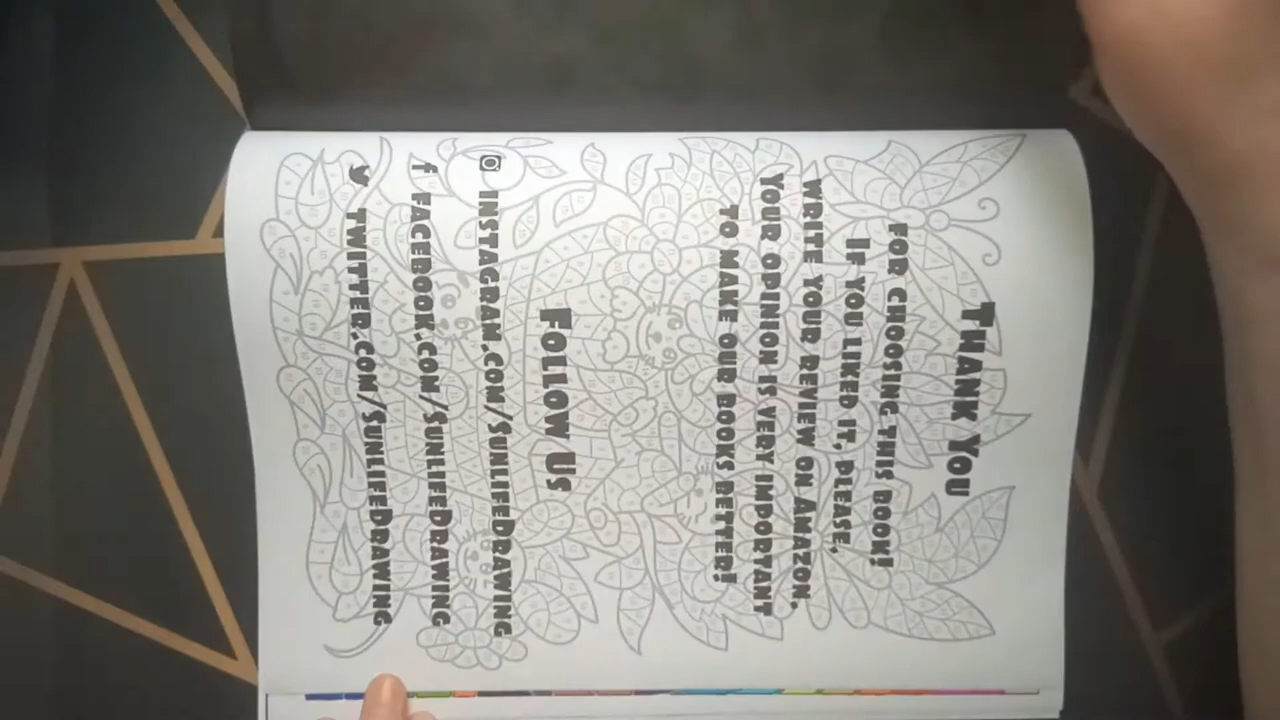 Thank You
for choosing this book!
If you liked it, please,
write your review on Amazon.
Your opinion is very important
to make our books better!
Follow Us
instagram.com/SunlifeDrawing
facebook.com/SunlifeDrawing
twitter.com/SunlifeDrawing